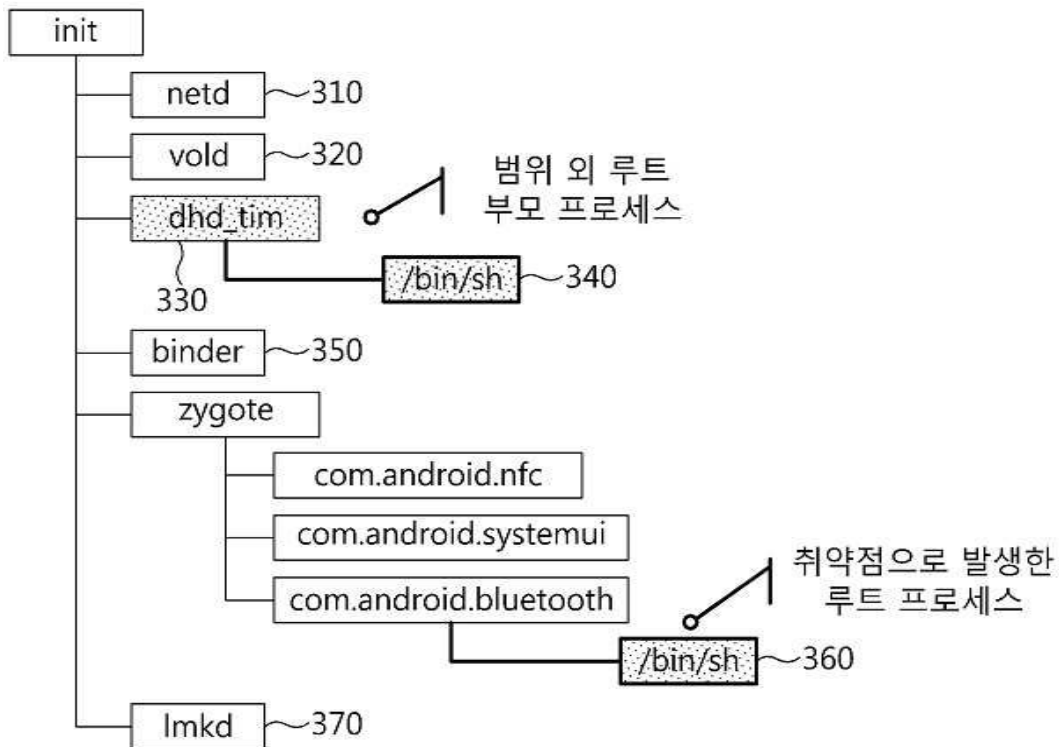 init
netd 310
vold 320
범위 외 루트
부모 프로세스
dhd_tim
330
/bin/sh 340
binder 350
zygote
com.android.nfc
com.android.systemui
com.android.bluetooth
취약점으로 발생한
루트 프로세스
/bin/sh 360
lmkd 370